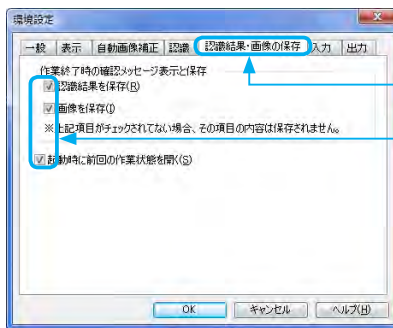 環境設定
一般 表示 自動画像補正 認識 認識結果・画像の保存 入力 出力
作業終了時の確認メッセージ表示と保存
認識結果を保存(R)
画像を保存(I)
※上記項目がチェックされてない場合、その項目の内容は保存されません。
起動時に前回の作業状態を開く(S)
OK キャンセル ヘルプ(H)